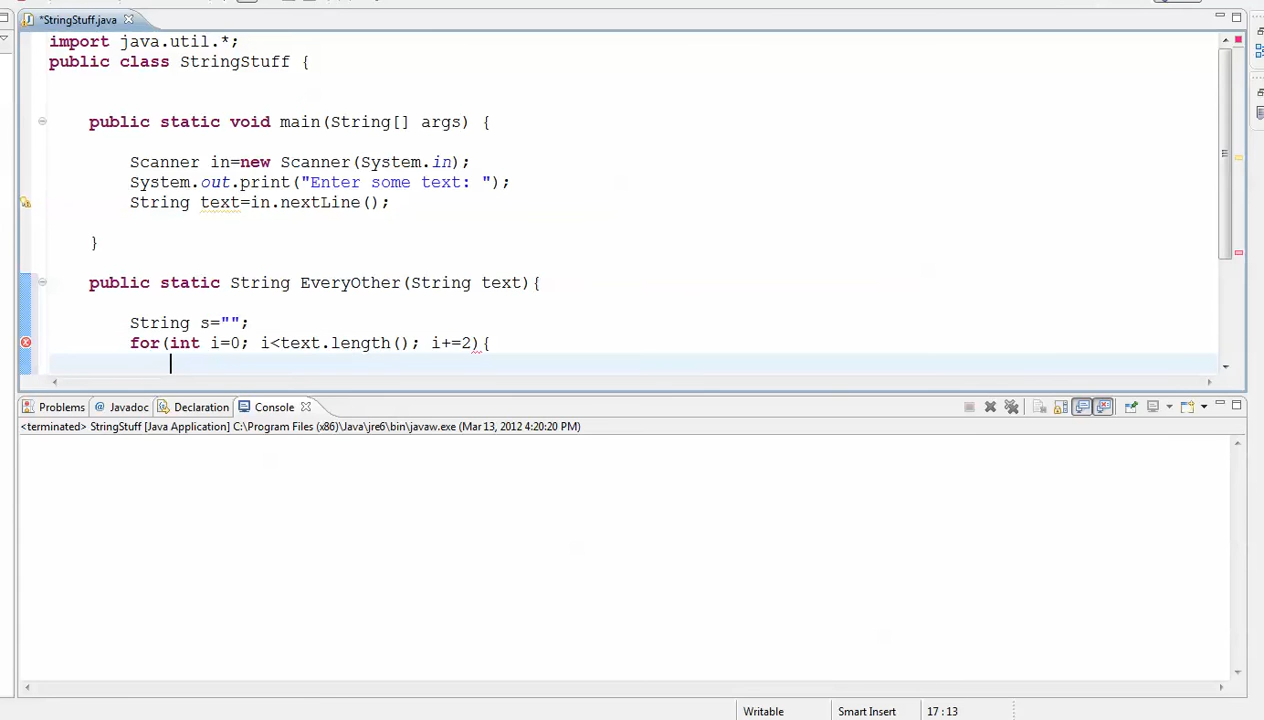 *StringStuff.java
import java.util.*;
public class StringStuff {
public static void main(String[] args) {
Scanner in=new Scanner(System.in);
System.out.print("Enter some text: ");
String text=in.nextLine();
}
public static String EveryOther(String text){
String s="";
for(int i=0; i<text.length(); i+=2){
Problems @ Javadoc Declaration Console
<terminated> StringStuff [Java Application] C:\Program Files (x86)\Java\jre6\bin\javaw.exe (Mar 13, 2012 4:20:20 PM)
Writable Smart Insert 17 : 13